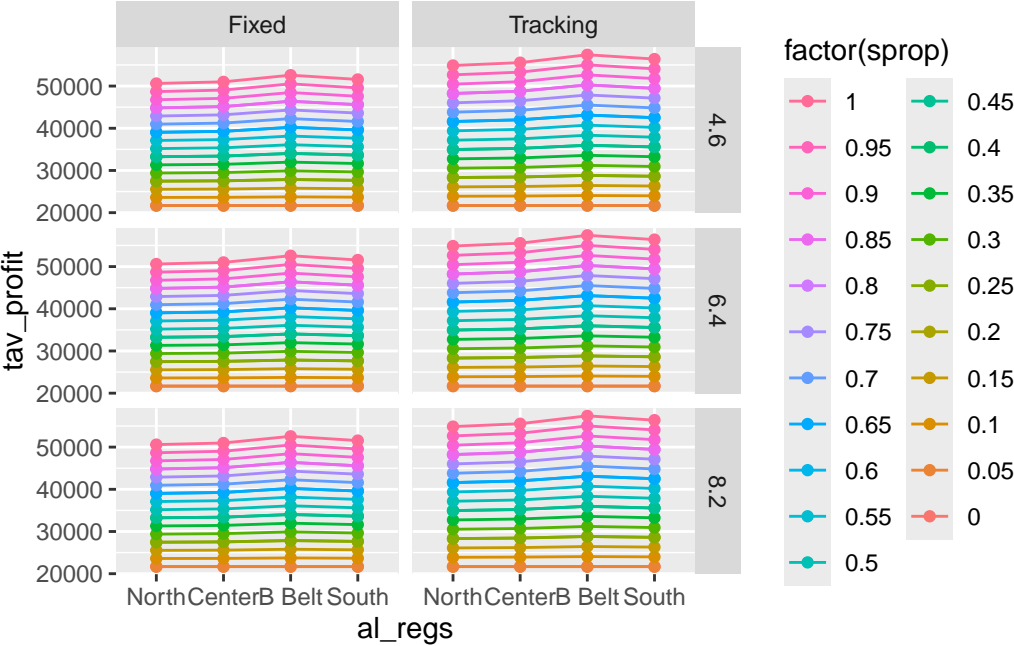 Fixed
Tracking
50000
40000
30000
20000
4.6
50000
40000
30000
20000
6.4
50000
40000
30000
20000
8.2
North
Center
B Belt
South
North
Center
B Belt
South
al_regs
tav_profit
factor(sprop)
1
0.95
0.9
0.85
0.8
0.75
0.7
0.65
0.6
0.55
0.5
0.45
0.4
0.35
0.3
0.25
0.2
0.15
0.1
0.05
0